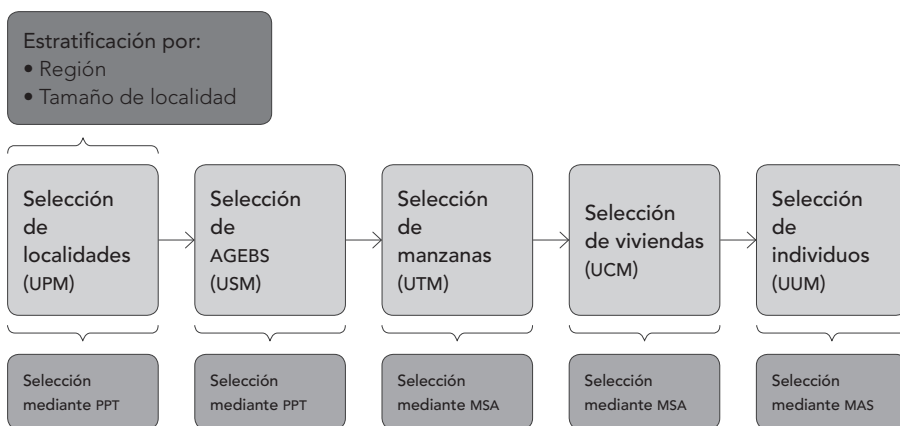 Estratificación por:
• Región
• Tamaño de localidad
Selección
de
localidades
(UPM)
Selección
de
AGEBS
(USM)
Selección
de
manzanas
(UTM)
Selección
de viviendas
(UCM)
Selección
de
individuos
(UUM)
Selección
mediante PPT
Selección
mediante PPT
Selección
mediante MSA
Selección
mediante MSA
Selección
mediante MAS